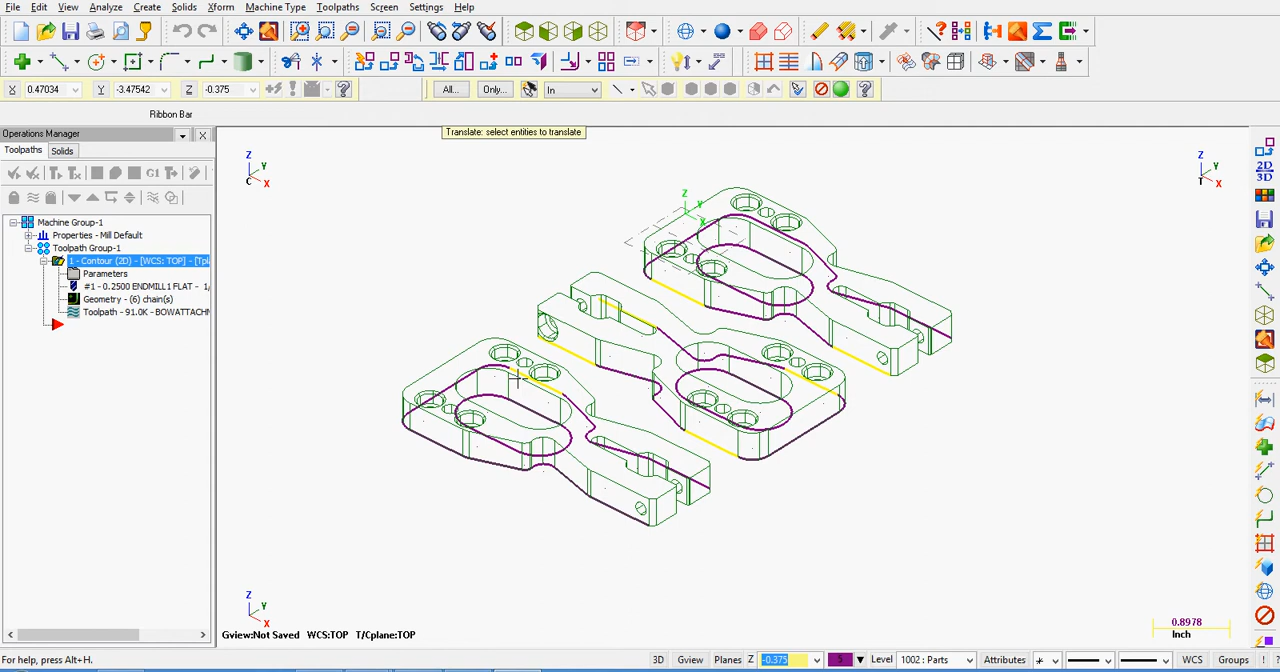 File Edit View Analyze Create Solids Xform Machine Type Toolpaths Screen Settings Help
X 0.47034 Y -3.47542 Z -0.375 All... Only... In
Ribbon Bar
Operations Manager
Translate: select entities to translate
Toolpaths Solids
G1
Machine Group-1
Properties - Mill Default
Toolpath Group-1
1 - Contour (2D) - [WCS: TOP] - [Tpl
Parameters
#1 - 0.2500 ENDMILL1 FLAT - 1/
Geometry - (6) chain(s)
Toolpath - 91.0K - BOWATTACHM
Z Y X C
Z Y X T
Z Y X
2D
3D
Z Y X
Gview:Not Saved WCS:TOP T/Cplane:TOP
0.8978
Inch
For help, press Alt+H. 3D Gview Planes Z -0.375 5 Level 1002 : Parts Attributes WCS Groups ! ?